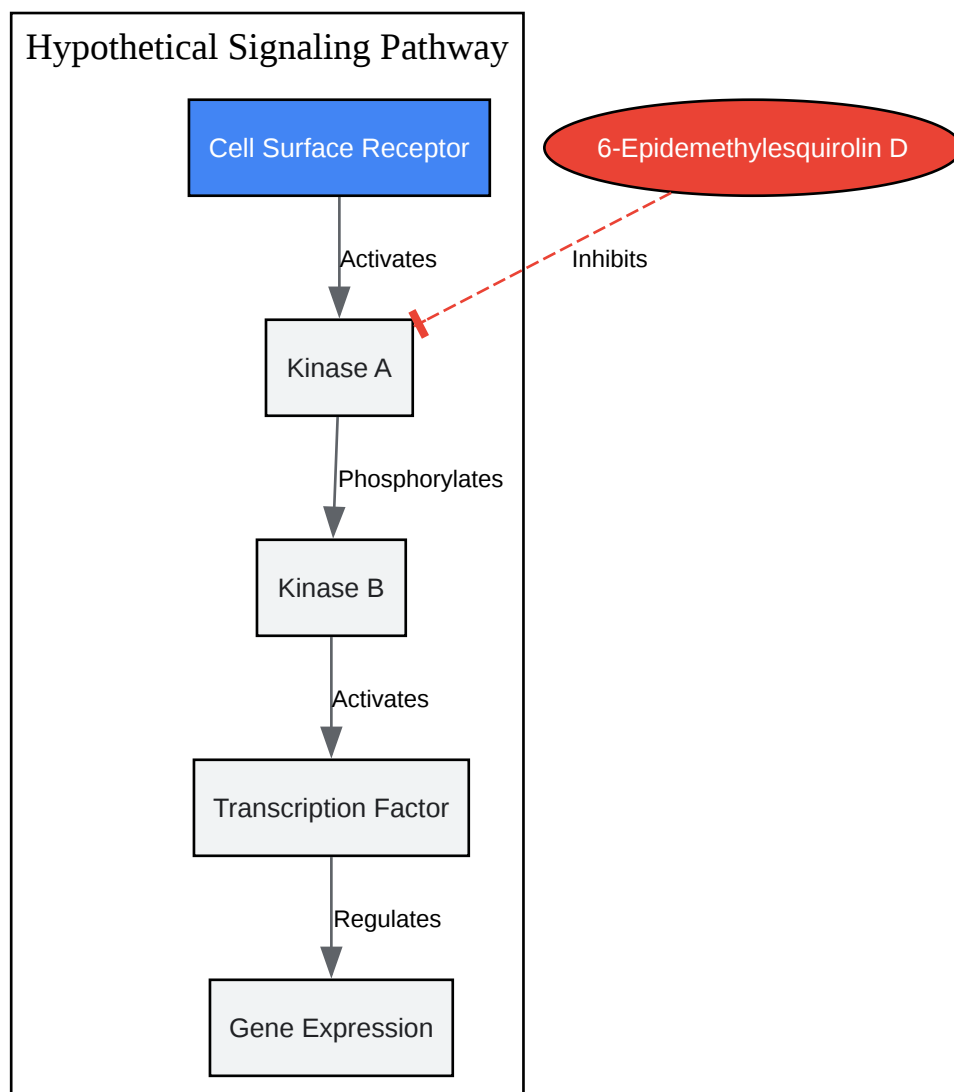 Hypothetical Signaling Pathway
Cell Surface Receptor
6-Epidemethylesquirolin D
Activates
Inhibits
Kinase A
Phosphorylates
Kinase B
Activates
Transcription Factor
Regulates
Gene Expression